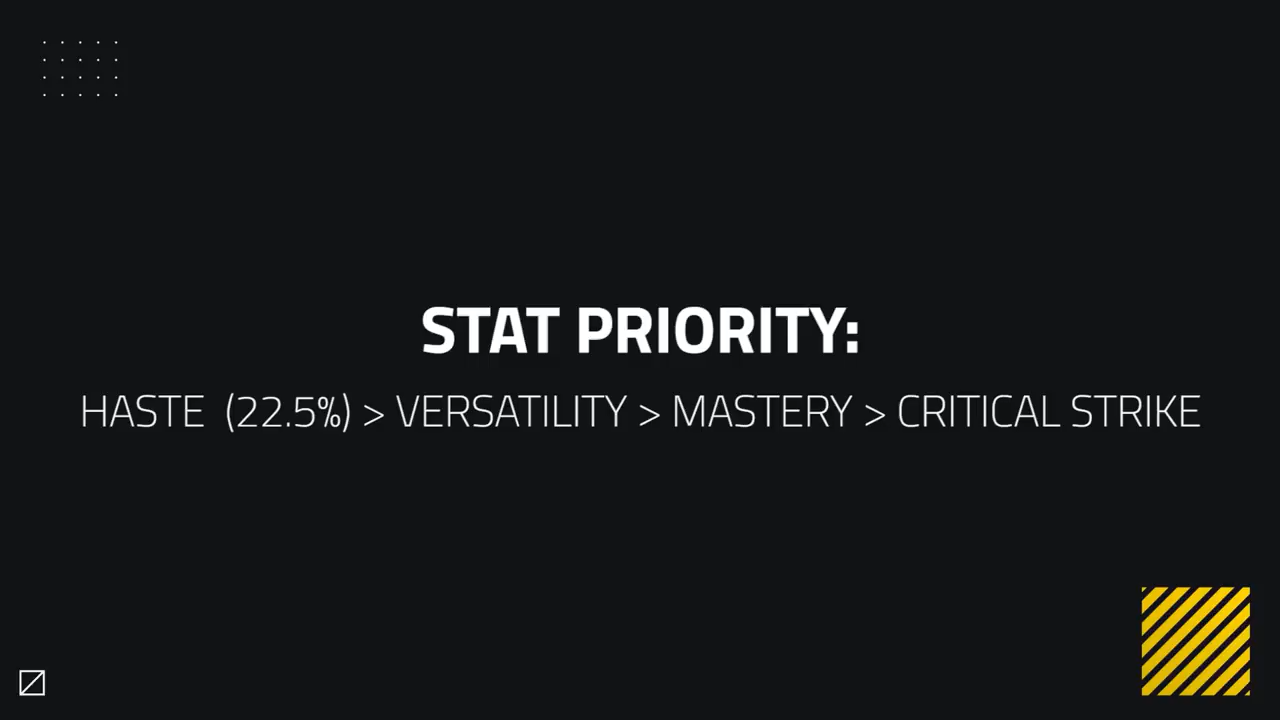 STAT PRIORITY:
HASTE (22.5%) > VERSATILITY > MASTERY > CRITICAL STRIKE